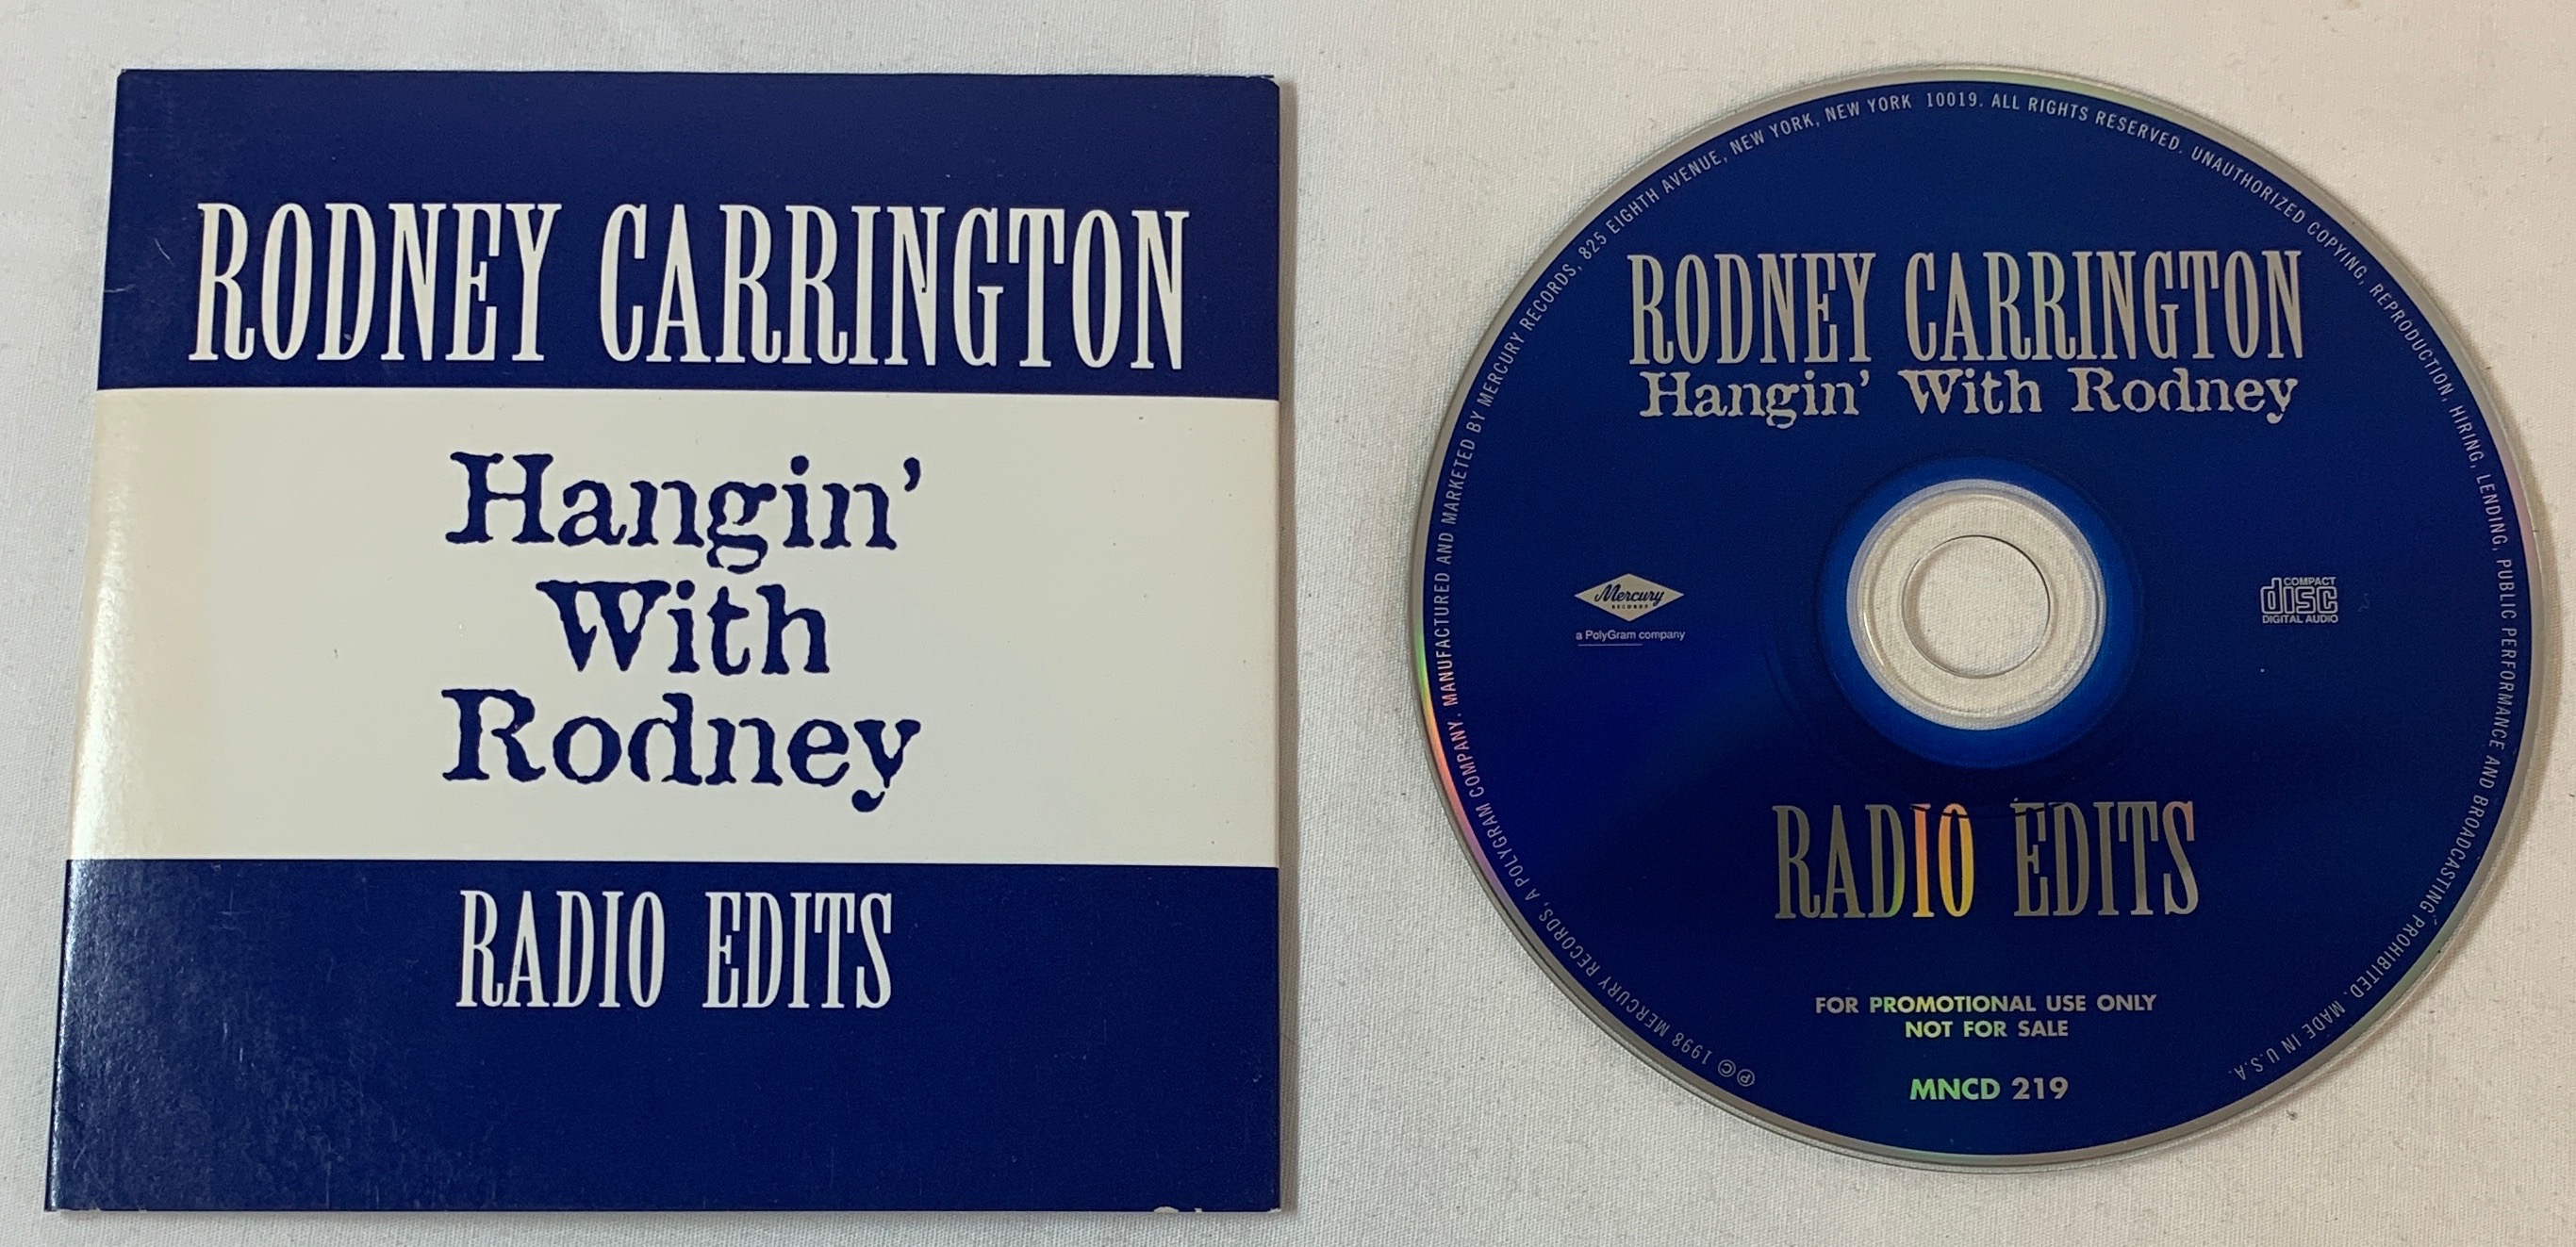 RODNEY CARRINGTON
Hangin'
With
Rodney
RADIO EDITS
RODNEY CARRINGTON
Hangin' With Rodney
Mercury
RECORDS
a PolyGram company
COMPACT
disc
DIGITAL AUDIO
RADIO EDITS
FOR PROMOTIONAL USE ONLY
NOT FOR SALE
MNCD 219
℗ © 1998 MERCURY RECORDS, A POLYGRAM COMPANY. MANUFACTURED AND MARKETED BY MERCURY RECORDS, 825 EIGHTH AVENUE, NEW YORK, NEW YORK 10019. ALL RIGHTS RESERVED. UNAUTHORIZED COPYING, REPRODUCTION, HIRING, LENDING, PUBLIC PERFORMANCE AND BROADCASTING PROHIBITED. MADE IN U.S.A.